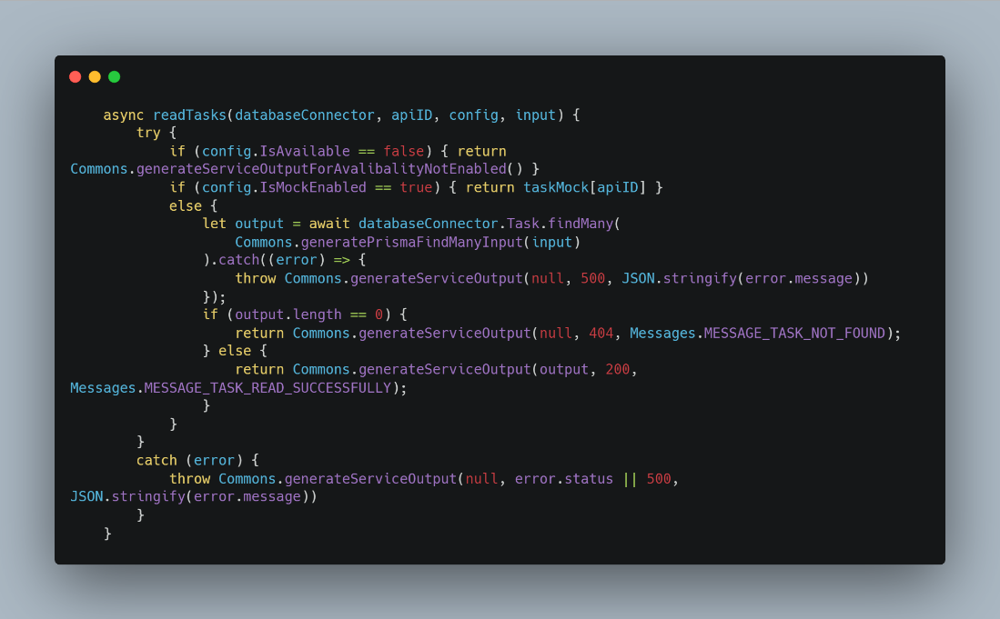 async readTasks(databaseConnector, apiID, config, input) {
try {
if (config.IsAvailable == false) { return
Commons.generateServiceOutputForAvalibalityNotEnabled() }
if (config.IsMockEnabled == true) { return taskMock[apiID] }
else {
let output = await databaseConnector.Task.findMany(
Commons.generatePrismaFindManyInput(input)
).catch((error) => {
throw Commons.generateServiceOutput(null, 500, JSON.stringify(error.message))
});
if (output.length == 0) {
return Commons.generateServiceOutput(null, 404, Messages.MESSAGE_TASK_NOT_FOUND);
} else {
return Commons.generateServiceOutput(output, 200,
Messages.MESSAGE_TASK_READ_SUCCESSFULLY);
}
}
}
catch (error) {
throw Commons.generateServiceOutput(null, error.status || 500,
JSON.stringify(error.message))
}
}